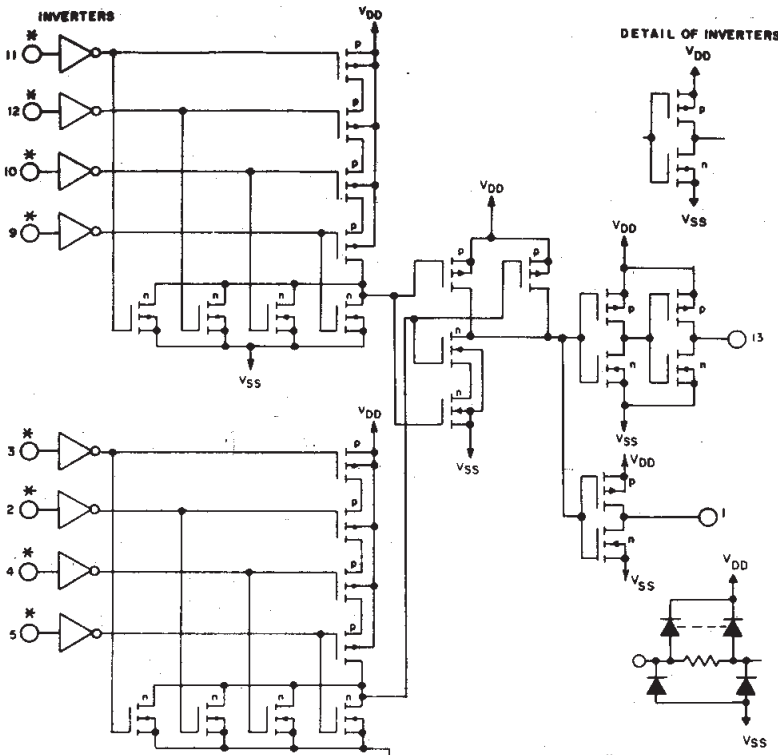 INVERTERS
VDD
DETAIL OF INVERTERS
VDD
*
11
p
*
12
p
p
n
*
10
p
VSS
*
9
p
VDD
VDD
p
p
n
n
n
n
p
p
n
13
n
n
VSS
n
VSS
VSS
VDD
*
3
p
VDD
p
*
2
p
1
n
*
4
p
VSS
VDD
*
5
p
n
n
n
n
VSS